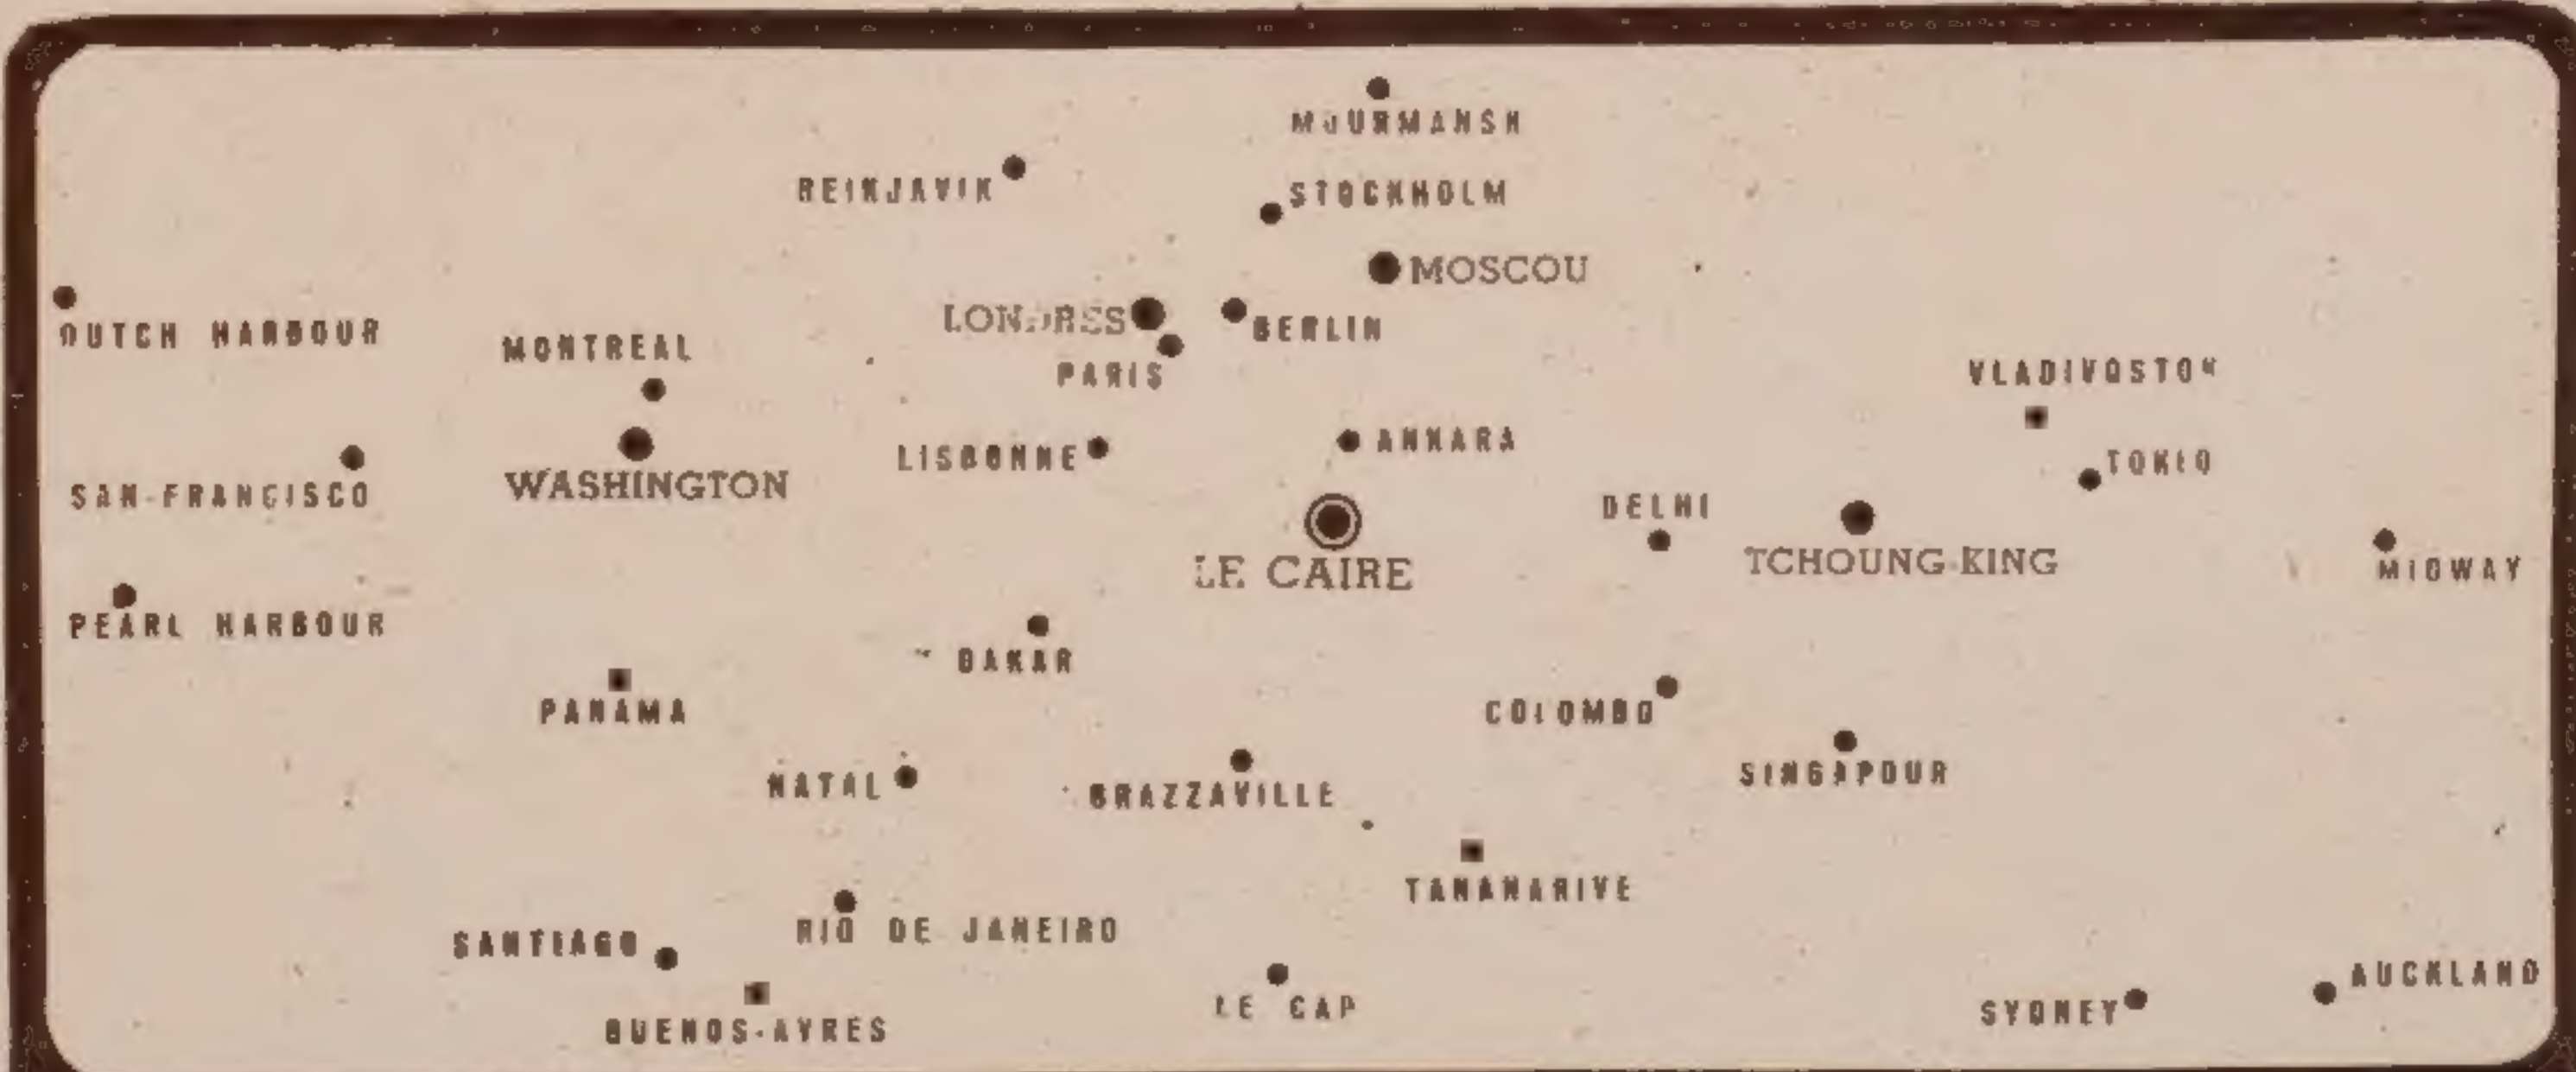 MOURMANSK
REIKJAVIK
STOCKHOLM
MOSCOU
DUTCH HARBOUR
LONDRES
BERLIN
MONTREAL
PARIS
VLADIVOSTOK
LISBONNE
ANKARA
TOKIO
SAN-FRANCISCO
WASHINGTON
DELHI
LE CAIRE
TCHOUNG-KING
MIDWAY
PEARL HARBOUR
DAKAR
PANAMA
COLOMBO
NATAL
BRAZZAVILLE
SINGAPOUR
TANANARIVE
RIO DE JANEIRO
SANTIAGO
AUCKLAND
LE CAP
SYDNEY
BUENOS-AYRES